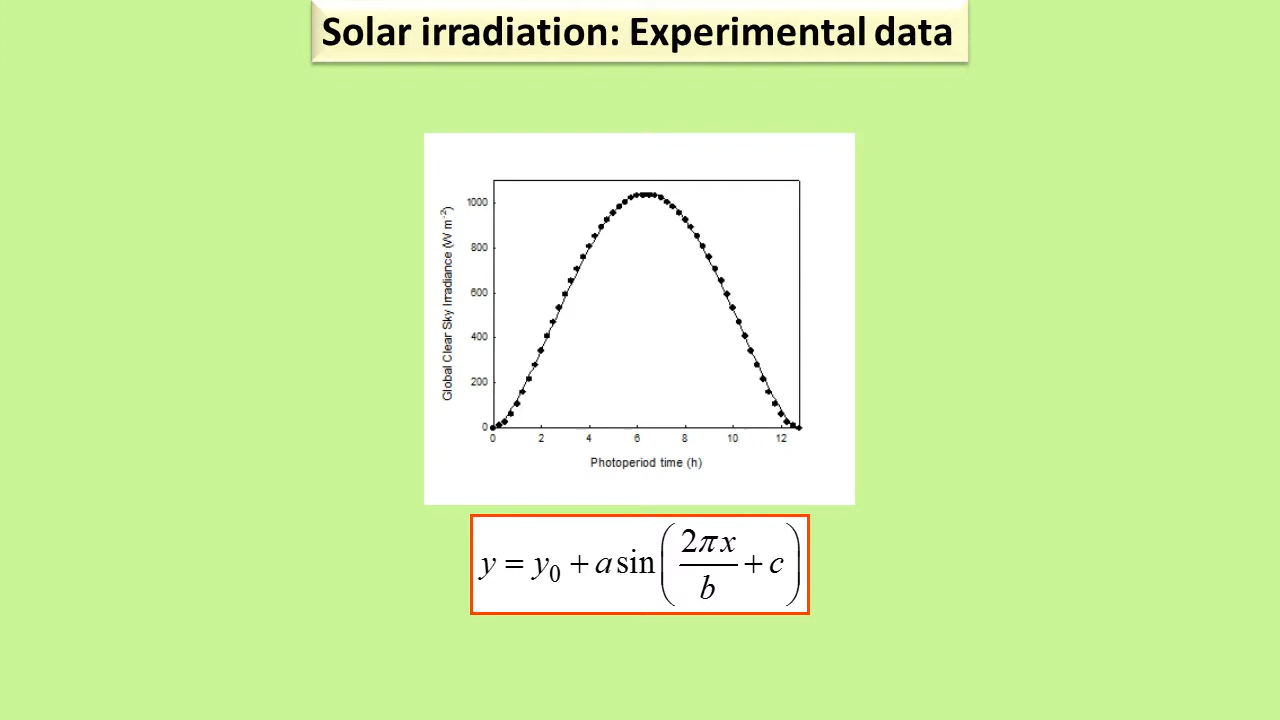 Solar irradiation: Experimental data
Global Clear Sky Irradiance (W m⁻²)
1000
800
600
400
200
0
0 2 4 6 8 10 12
Photoperiod time (h)
y = y₀ + a sin(2πx/b + c)